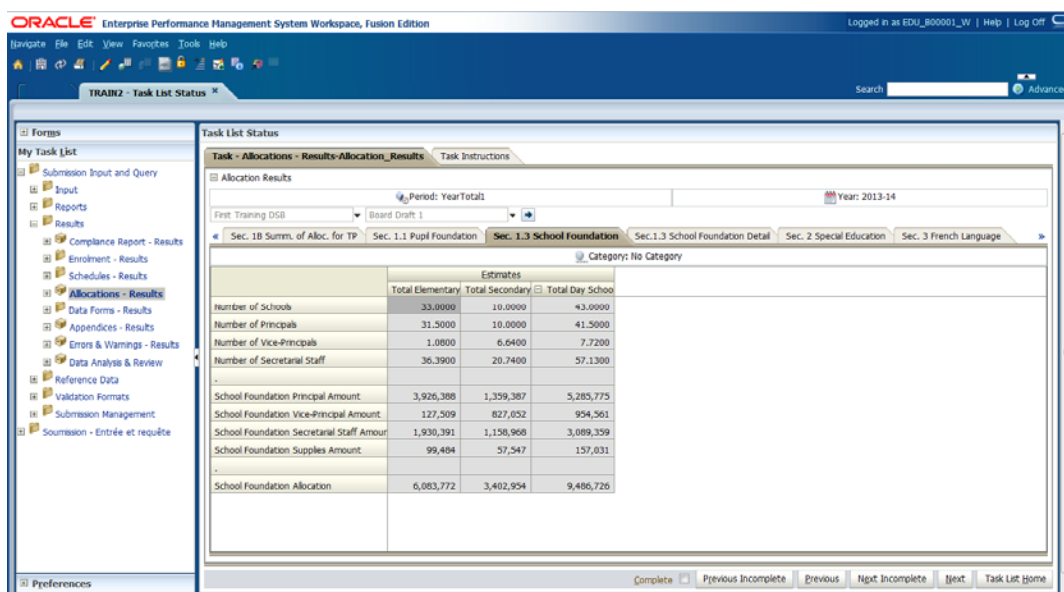 ORACLE® Enterprise Performance Management System Workspace, Fusion Edition
Logged in as EDU_B00001_W | Help | Log Off
Navigate File Edit View Favorites Tools Help
TRAIN2 - Task List Status
Search
Advance
Forms
My Task List
Submission Input and Query
Input
Reports
Results
Compliance Report - Results
Enrolment - Results
Schedules - Results
Allocations - Results
Data Forms - Results
Appendices - Results
Errors & Warnings - Results
Data Analysis & Review
Reference Data
Validation Formats
Submission Management
Soumission - Entrée et requête
Preferences
Task List Status
Task - Allocations - Results-Allocation_Results Task Instructions
Allocation Results
Period: YearTotal1 Year: 2013-14
First Training DSB Board Draft 1
« Sec. 1B Summ. of Alloc. for TP Sec. 1.1 Pupil Foundation Sec. 1.3 School Foundation Sec.1.3 School Foundation Detail Sec. 2 Special Education Sec. 3 French Language »
Category: No Category
Estimates
Total Elementary Total Secondary Total Day Schoo
Number of Schools 33.0000 10.0000 43.0000
Number of Principals 31.5000 10.0000 41.5000
Number of Vice-Principals 1.0800 6.6400 7.7200
Number of Secretarial Staff 36.3900 20.7400 57.1300
.
School Foundation Principal Amount 3,926,388 1,359,387 5,285,775
School Foundation Vice-Principal Amount 127,509 827,052 954,561
School Foundation Secretarial Staff Amour 1,930,391 1,158,968 3,089,359
School Foundation Supplies Amount 99,484 57,547 157,031
.
School Foundation Allocation 6,083,772 3,402,954 9,486,726
Complete Previous Incomplete Previous Next Incomplete Next Task List Home